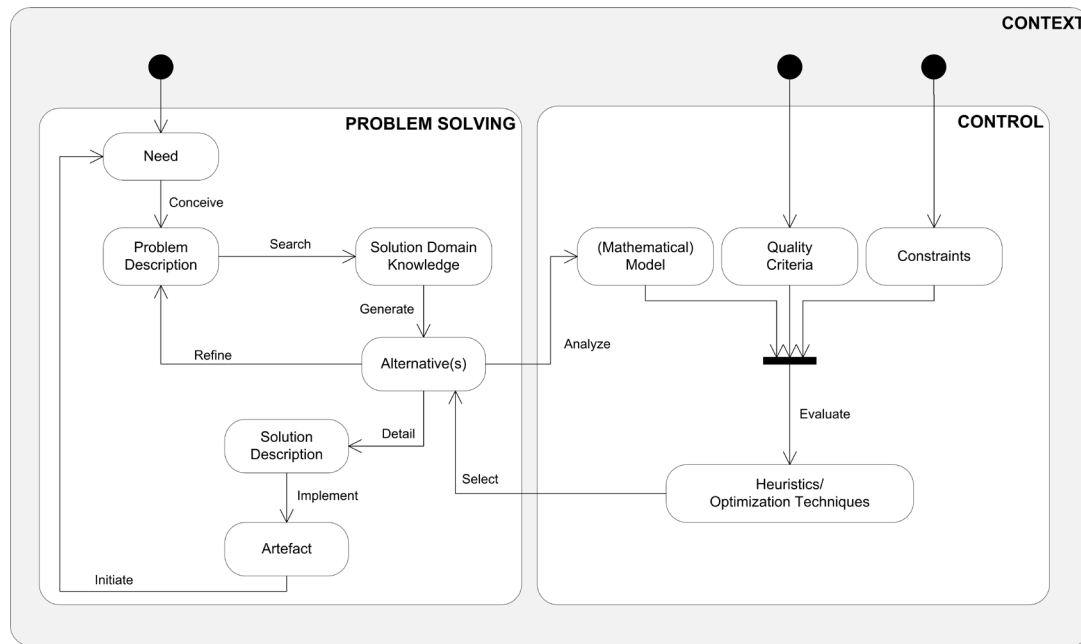 CONTEXT
PROBLEM SOLVING
CONTROL
Need
Conceive
Problem
Description
Search
Solution Domain
Knowledge
(Mathematical)
Model
Quality
Criteria
Constraints
Generate
Refine
Alternative(s)
Analyze
Evaluate
Detail
Solution
Description
Select
Heuristics/
Optimization Techniques
Implement
Artefact
Initiate